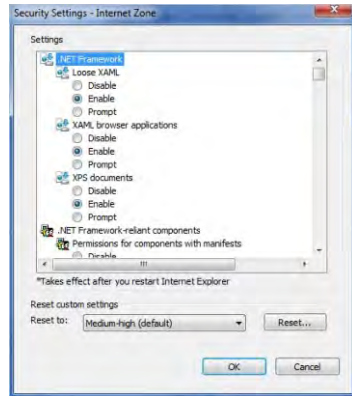 Security Settings - Internet Zone
Settings
.NET Framework
Loose XAML
Disable
Enable
Prompt
XAML browser applications
Disable
Enable
Prompt
XPS documents
Disable
Enable
Prompt
.NET Framework-reliant components
Permissions for components with manifests
Disable
*Takes effect after you restart Internet Explorer
Reset custom settings
Reset to: Medium-high (default) Reset...
OK Cancel